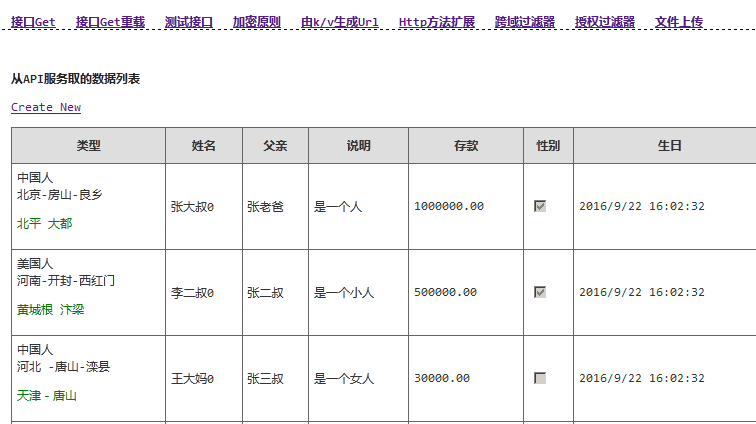 接口Get 接口Get重载 测试接口 加密原则 由k/v生成Url Http方法扩展 跨域过滤器 授权过滤器 文件上传
从API服务取的数据列表
Create New
类型 姓名 父亲 说明 存款 性别 生日
中国人
北京-房山-良乡
北平 大都
张大叔0 张老爸 是一个人 1000000.00 2016/9/22 16:02:32
美国人
河南-开封-西红门
黄城根 汴梁
李二叔0 张二叔 是一个小人 500000.00 2016/9/22 16:02:32
中国人
河北 -唐山-滦县
天津－唐山
王大妈0 张三叔 是一个女人 30000.00 2016/9/22 16:02:32